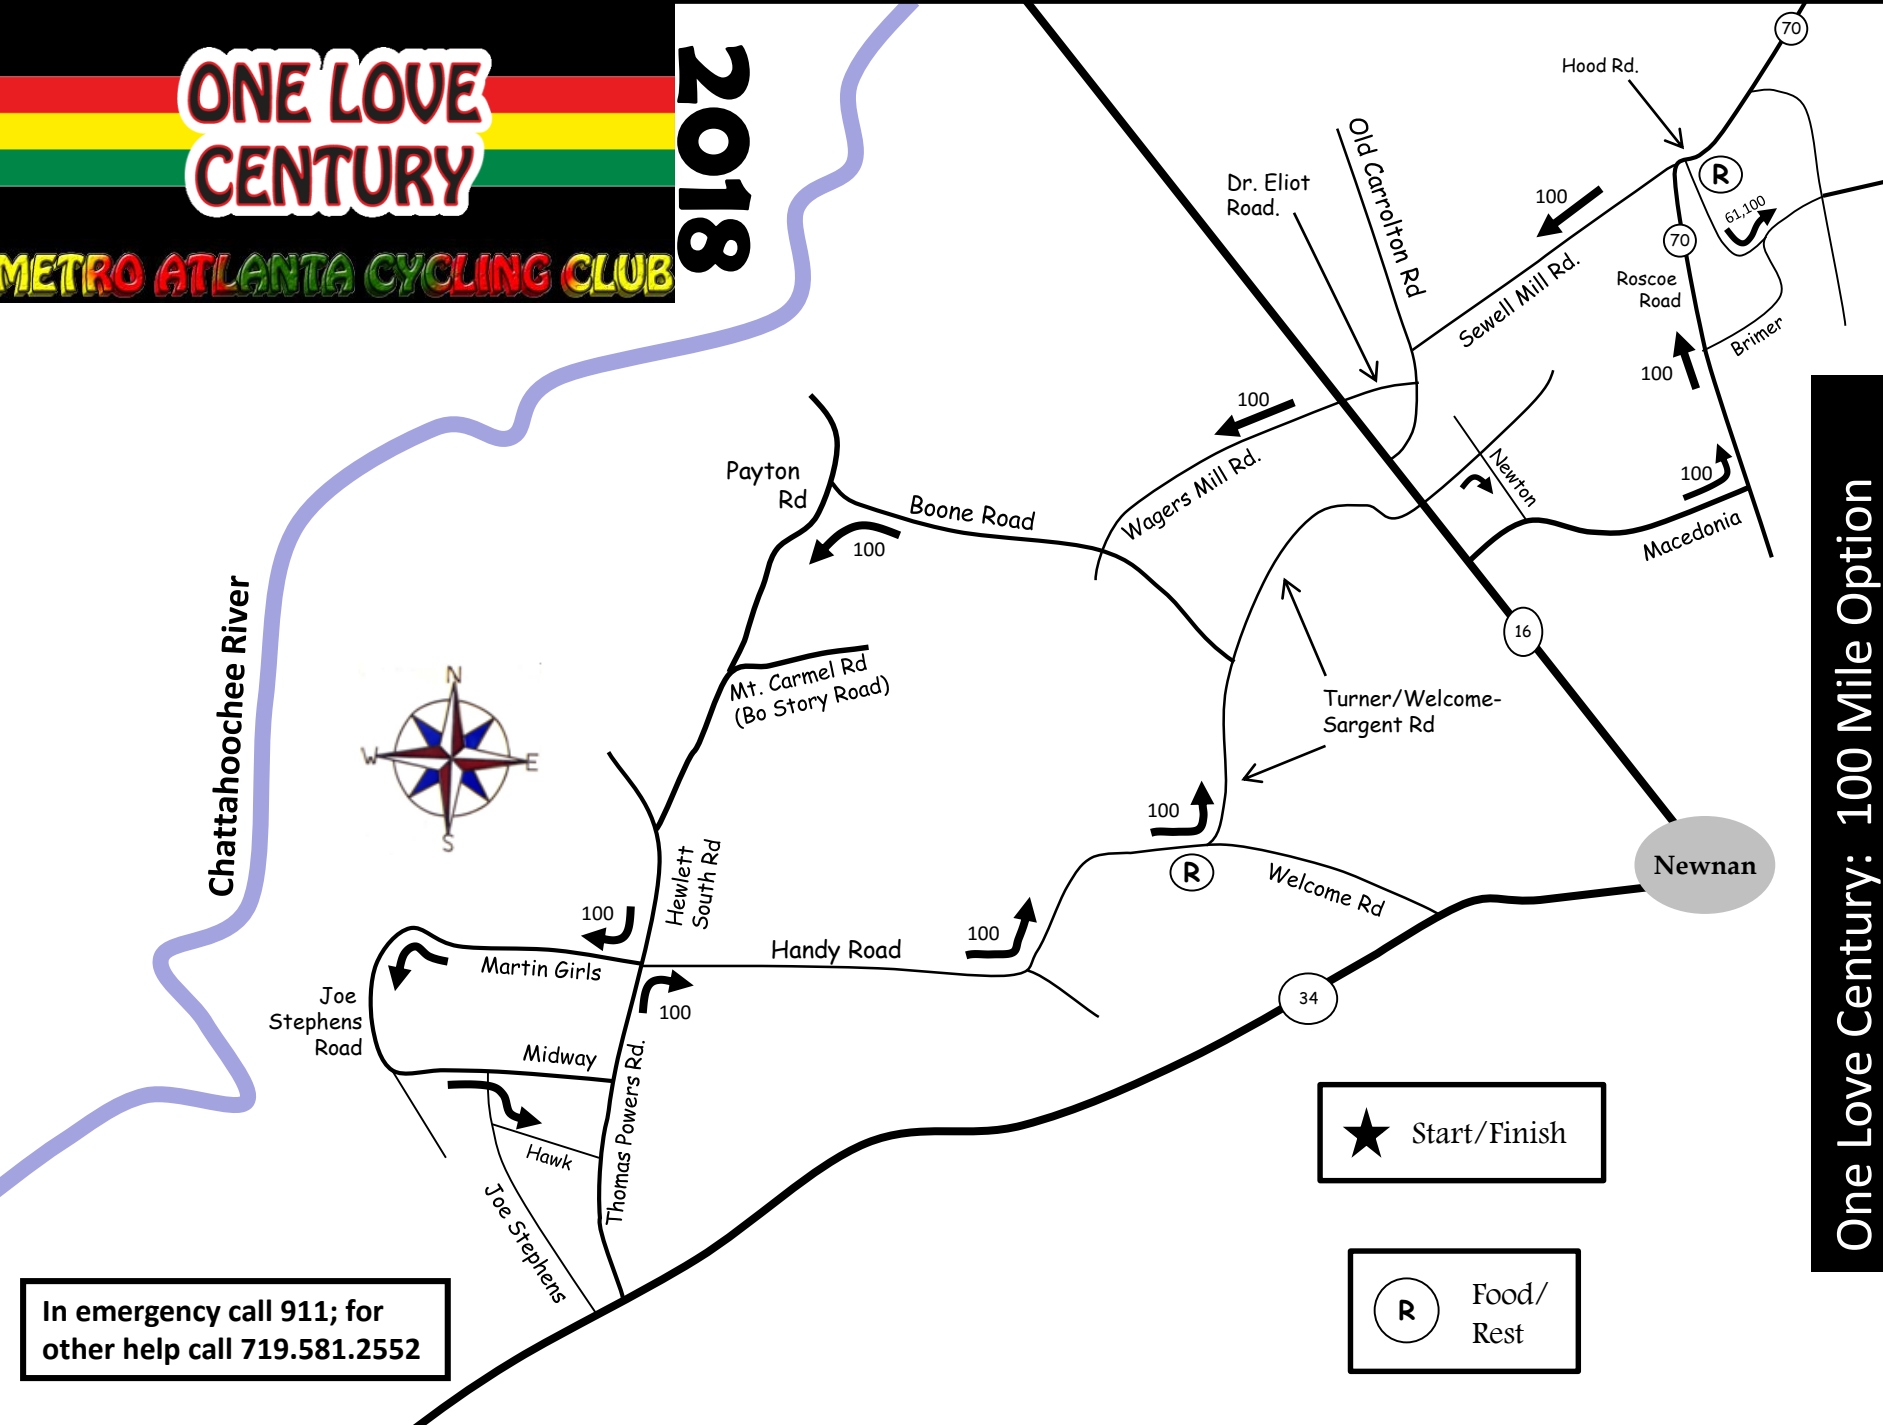 ONE LOVE
CENTURY
METRO ATLANTA CYCLING CLUB
2018
70
Hood Rd.
R
61,100
70
Roscoe
Road
Brimer
100
100
Old Carrolton Rd
Dr. Eliot
Road.
Sewell Mill Rd.
100
Wagers Mill Rd.
Newton
100
Macedonia
Payton
Rd
Boone Road
100
16
Mt. Carmel Rd
(Bo Story Road)
Turner/Welcome-
Sargent Rd
Chattahoochee River
N
W
E
S
100
R
Welcome Rd
Newnan
Hewlett
South Rd
100
Martin Girls
Handy Road
100
100
34
Joe
Stephens
Road
Midway
Thomas Powers Rd.
Hawk
Joe Stephens
Start/Finish
R
Food/
Rest
In emergency call 911; for
other help call 719.581.2552
One Love Century: 100 Mile Option